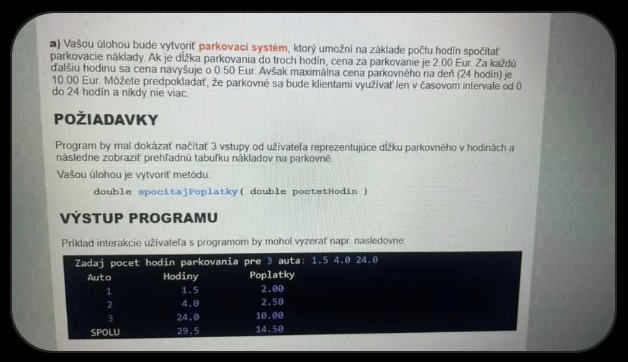 a) Vašou úlohou bude vytvoriť parkovací systém, ktorý umožní na základe počtu hodín spočítať
parkovacie náklady. Ak je dĺžka parkovania do troch hodín, cena za parkovanie je 2.00 Eur. Za každú
ďalšiu hodinu sa cena navyšuje o 0.50 Eur. Avšak maximálna cena parkovného na deň (24 hodín) je
10.00 Eur. Môžete predpokladať, že parkovné sa bude klientami využívať len v časovom intervale od 0
do 24 hodín a nikdy nie viac.
POŽIADAVKY
Program by mal dokázať načítať 3 vstupy od užívateľa reprezentujúce dĺžku parkovného v hodinách a
následne zobraziť prehľadnú tabuľku nákladov na parkovné.
Vašou úlohou je vytvoriť metódu:
double spocitajPoplatky( double poctetHodin )
VÝSTUP PROGRAMU
Príklad interakcie užívateľa s programom by mohol vyzerať napr. nasledovne:
Zadaj pocet hodin parkovania pre 3 auta: 1.5 4.0 24.0
Auto Hodiny Poplatky
1 1.5 2.00
2 4.0 2.50
3 24.0 10.00
SPOLU 29.5 14.50